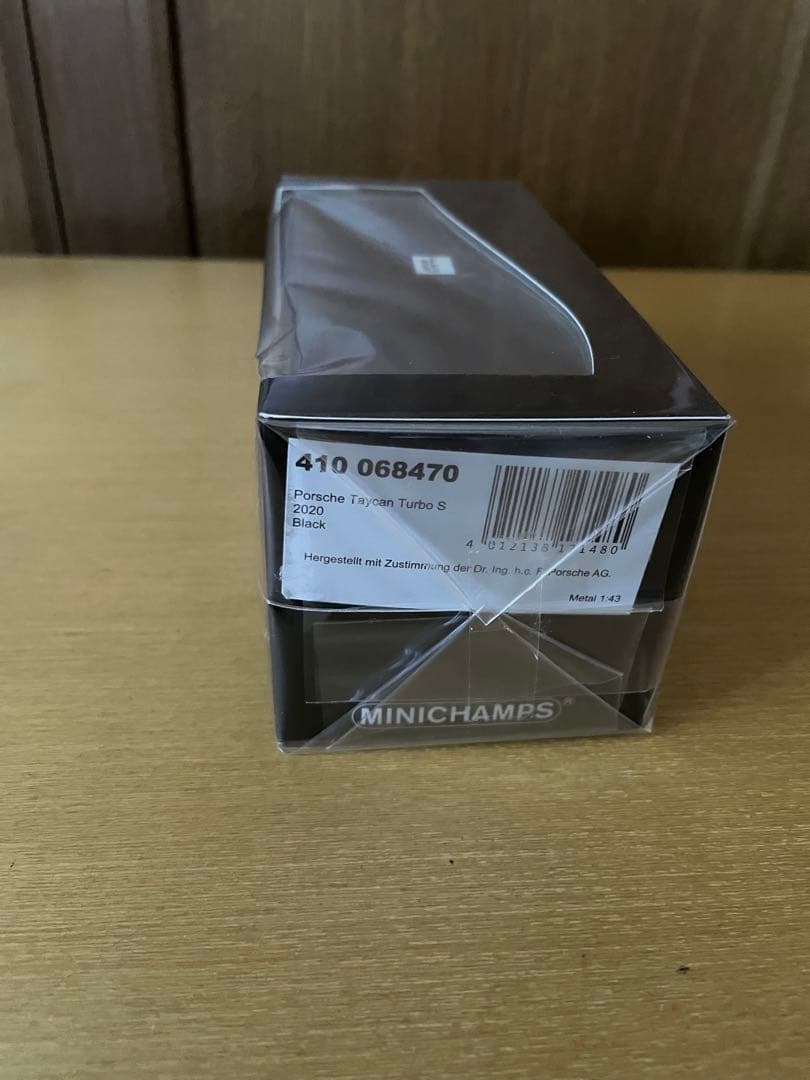 410 068470
Porsche Taycan Turbo S
2020
Black
Hergestellt mit Zustimmung der Dr. Ing. h.c. F. Porsche AG.
Metal 1:43
MINICHAMPS®